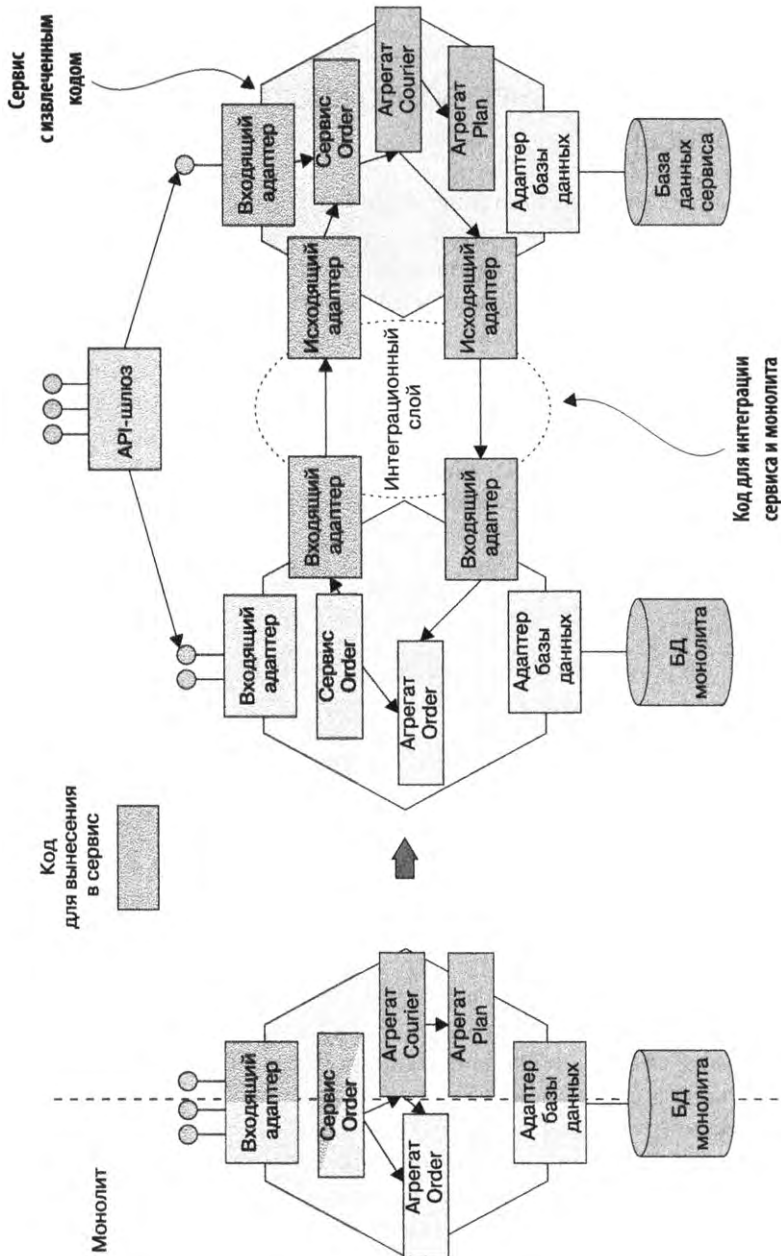 Монолит
Входящий
адаптер
Сервис
Order
Агрегат
Order
Агрегат
Courier
Агрегат
Plan
Адаптер
базы
данных
БД
монолита
Код
для вынесения
в сервис
API-шлюз
Входящий
адаптер
Сервис
Order
Агрегат
Order
Входящий
адаптер
Входящий
адаптер
Адаптер
базы
данных
БД
монолита
Интеграционный
слой
Код для интеграции
сервиса и монолита
Сервис
с извлеченным
кодом
Исходящий
адаптер
Исходящий
адаптер
Входящий
адаптер
Сервис
Order
Агрегат
Courier
Агрегат
Plan
Адаптер
базы
данных
База
данных
сервиса